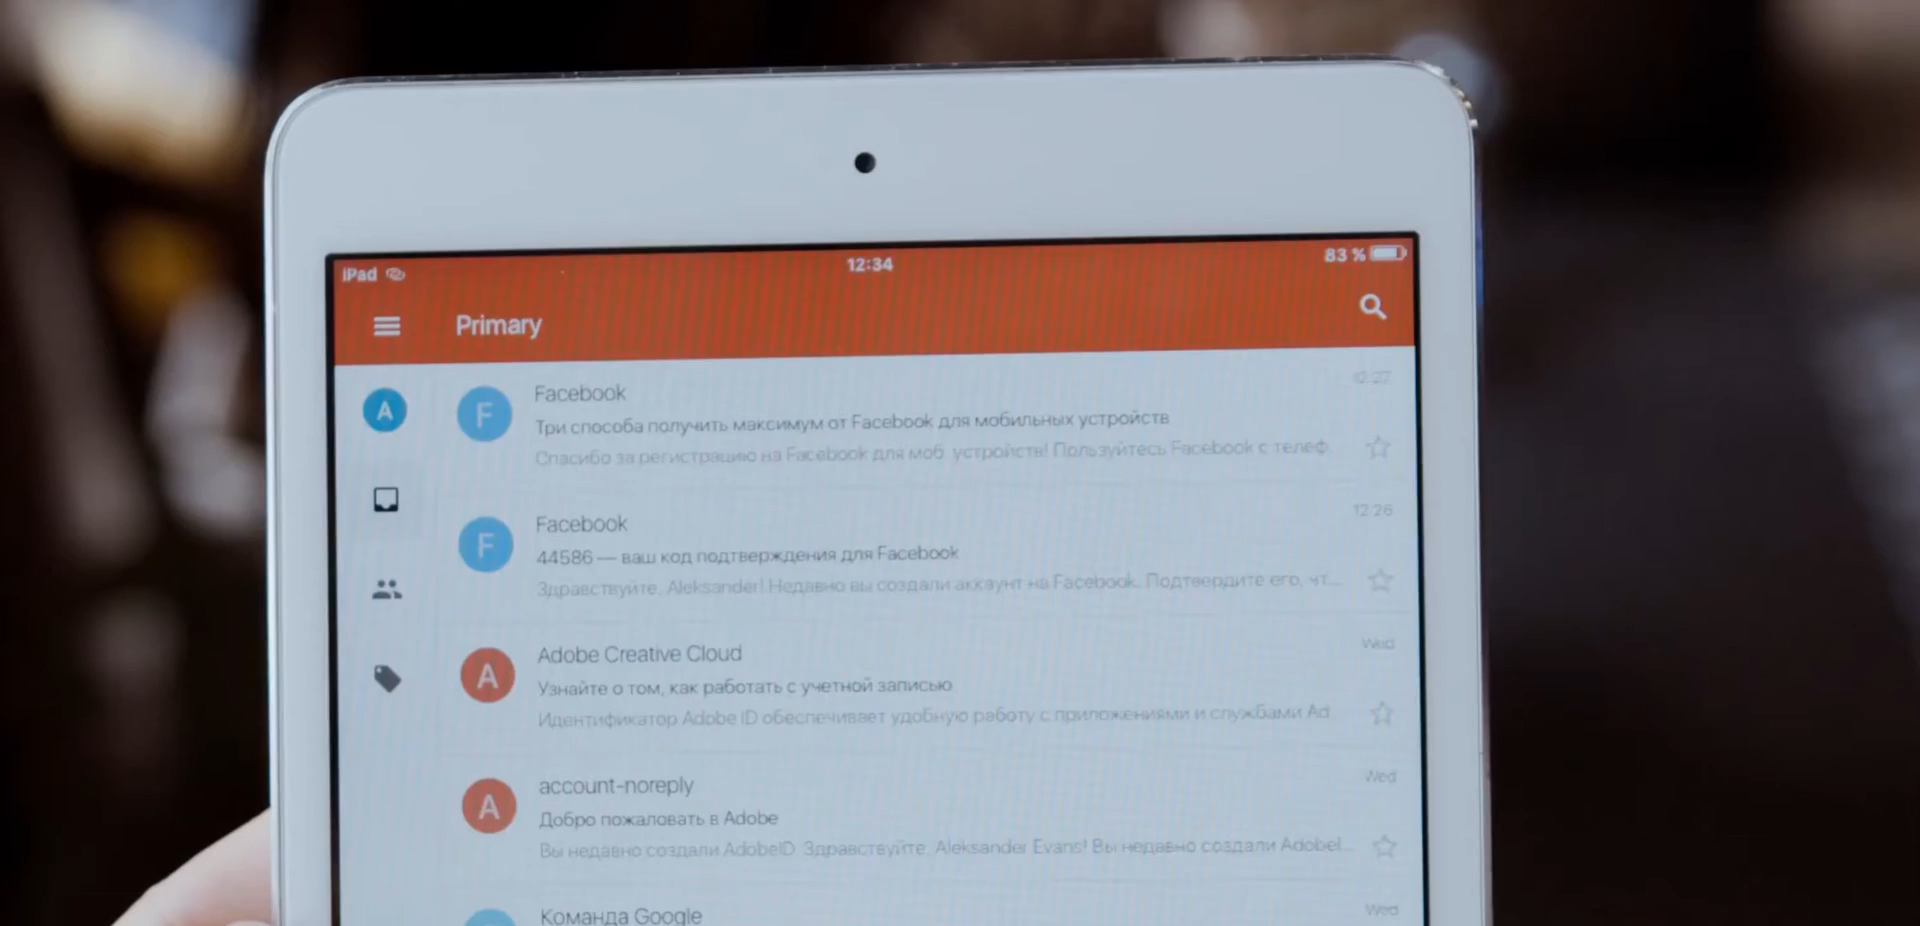 iPad 12:34 83 %
Primary
A
F Facebook 12:27
Три способа получить максимум от Facebook для мобильных устройств
Спасибо за регистрацию на Facebook для моб. устройств! Пользуйтесь Facebook с телеф
F Facebook 12:26
44586 — ваш код подтверждения для Facebook
Здравствуйте, Aleksander! Недавно вы создали аккаунт на Facebook. Подтвердите его, чт...
A Adobe Creative Cloud Wed
Узнайте о том, как работать с учетной записью
Идентификатор Adobe ID обеспечивает удобную работу с приложениями и службами Ad
A account-noreply Wed
Добро пожаловать в Adobe
Вы недавно создали AdobeID Здравствуйте, Aleksander Evans! Вы недавно создали AdobeI...
Команда Google Wed